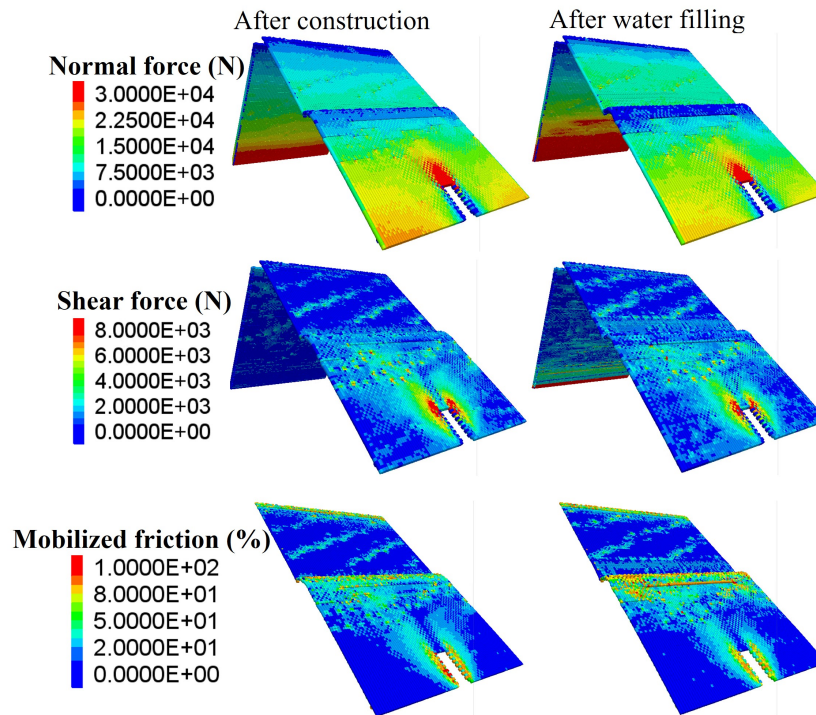 After construction
After water filling
Normal force (N)
3.0000E+04
2.2500E+04
1.5000E+04
7.5000E+03
0.0000E+00
Shear force (N)
8.0000E+03
6.0000E+03
4.0000E+03
2.0000E+03
0.0000E+00
Mobilized friction (%)
1.0000E+02
8.0000E+01
5.0000E+01
2.0000E+01
0.0000E+00